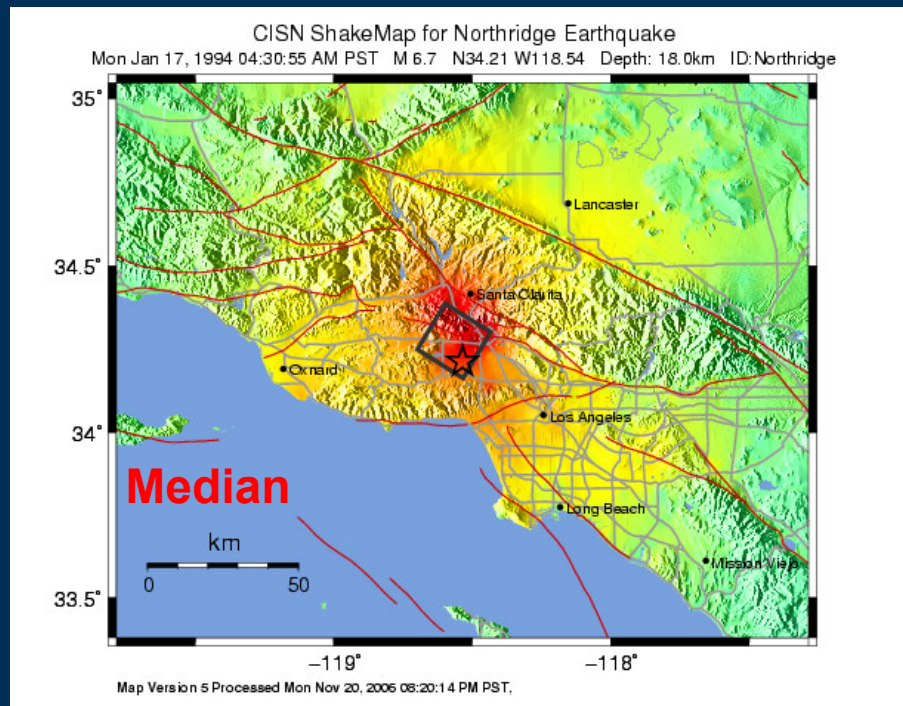 CISN ShakeMap for Northridge Earthquake
Mon Jan 17, 1994 04:30:55 AM PST M 6.7 N34.21 W118.54 Depth: 18.0km ID:Northridge
35°
Lancaster
34.5°
Santa Clarita
Oxnard
Los Angeles
34°
Median
Long Beach
km
Mission Viejo
0 50
33.5°
-119° -118°
Map Version 5 Processed Mon Nov 20, 2006 08:20:14 PM PST,